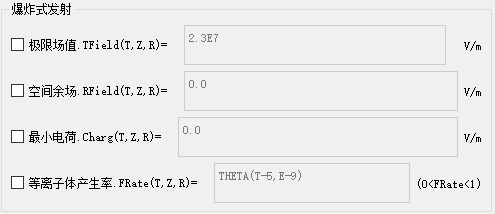 爆炸式发射
极限场值.TField(T,Z,R)= 2.3E7 V/m
空间余场.RField(T,Z,R)= 0.0 V/m
最小电荷.Charg(T,Z,R)= 0.0 V/m
等离子体产生率.FRate(T,Z,R)= THETA(T-5,E-9) (0<FRate<1)